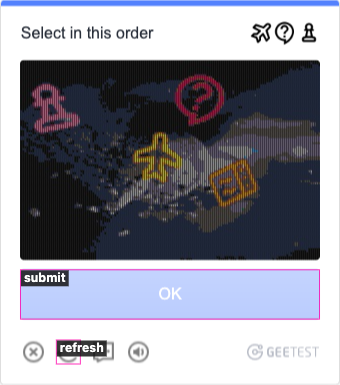 Select in this order
?
?
submit
OK
refresh
GEETEST